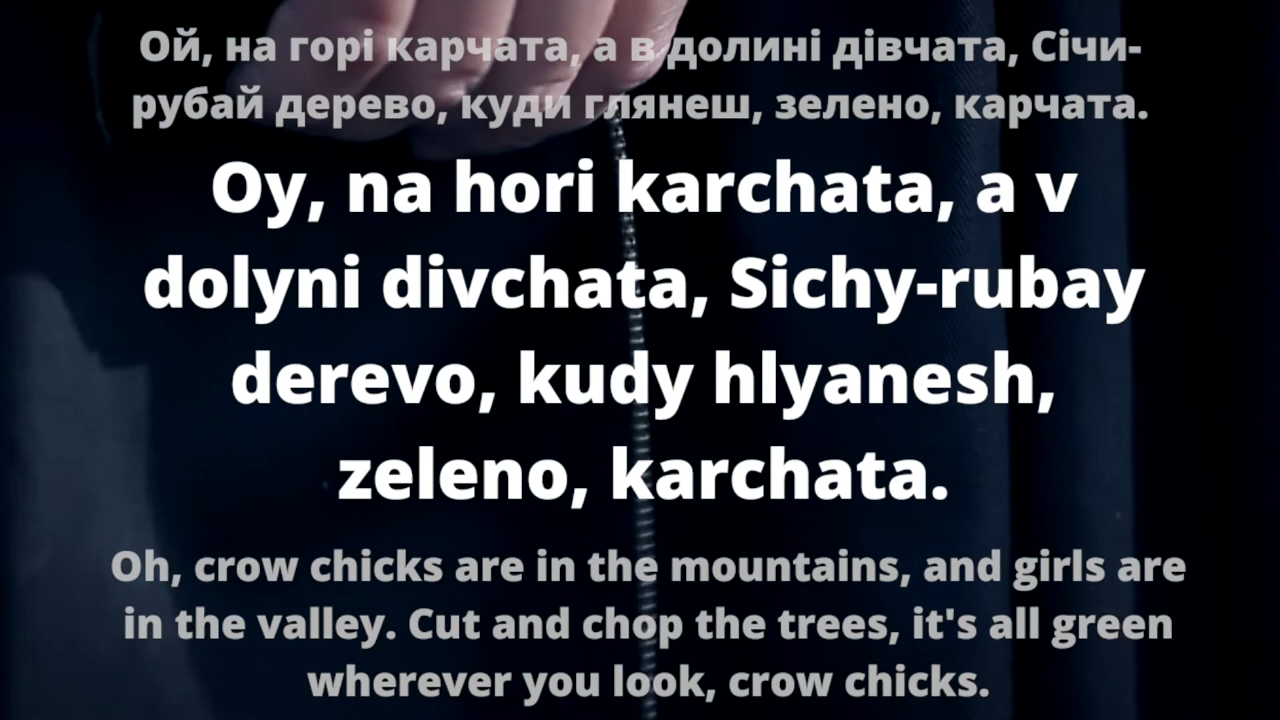 Ой, на горі карчата, а в долині дівчата, Січи-
рубай дерево, куди глянеш, зелено, карчата.
Oy, na hori karchata, a v
dolyni divchata, Sichy-rubay
derevo, kudy hlyanesh,
zeleno, karchata.
Oh, crow chicks are in the mountains, and girls are
in the valley. Cut and chop the trees, it's all green
wherever you look, crow chicks.